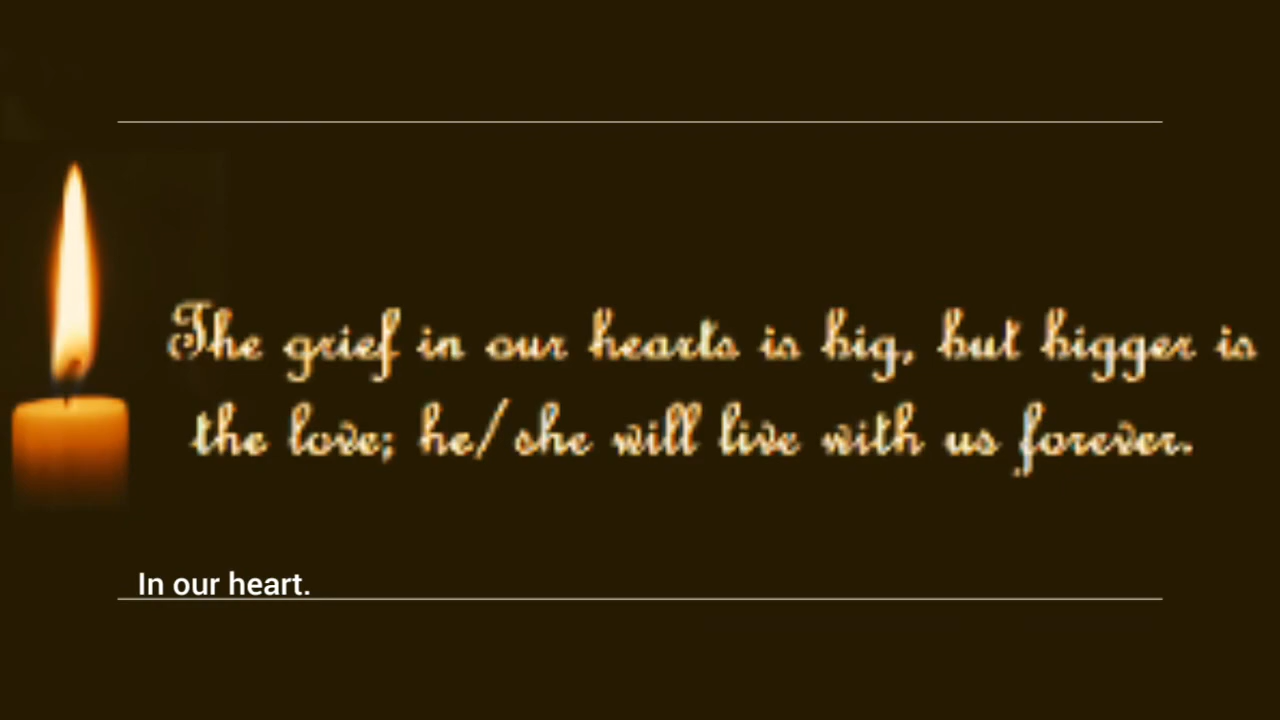 The grief in our hearts is big, but bigger is
the love; he/she will live with us forever.
In our heart.